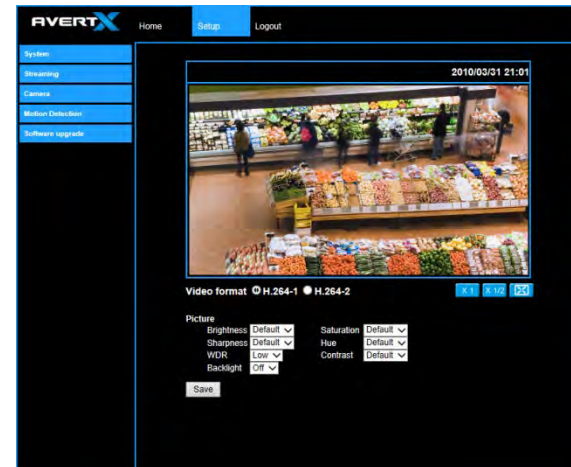 AVERTX
Home Setup Logout
System
Streaming
Camera
Motion Detection
Software upgrade
2010/03/31 21:01
Video format H.264-1 H.264-2
X 1 X 1/2
Picture
Brightness Default Saturation Default
Sharpness Default Hue Default
WDR Low Contrast Default
Backlight Off
Save